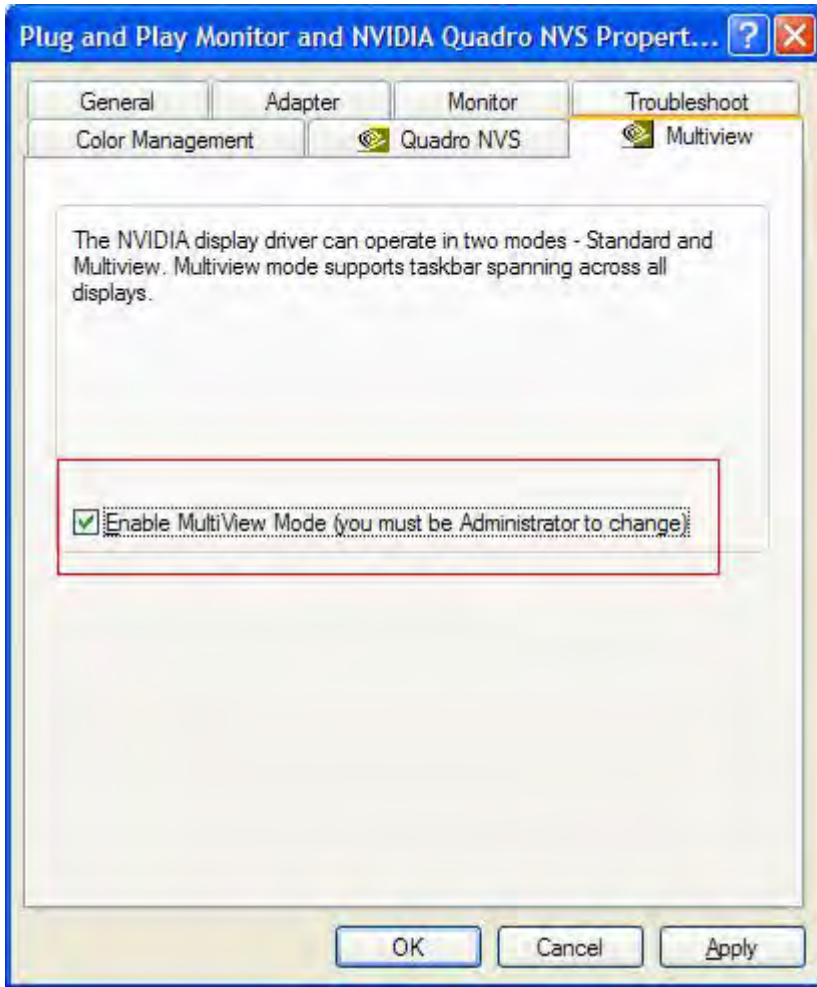 Plug and Play Monitor and NVIDIA Quadro NVS Propert...
General Adapter Monitor Troubleshoot
Color Management Quadro NVS Multiview
The NVIDIA display driver can operate in two modes - Standard and
Multiview. Multiview mode supports taskbar spanning across all
displays.
Enable MultiView Mode (you must be Administrator to change)
OK Cancel Apply